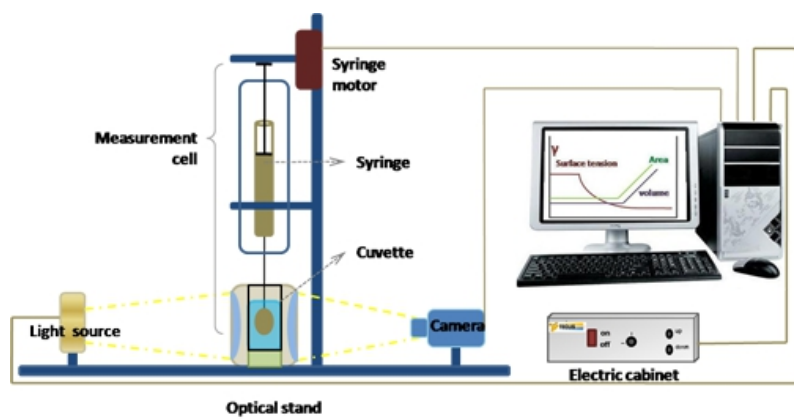 Syringe
motor
Measurement
cell
Syringe
Cuvette
Light source
Camera
Optical stand
γ
Surface tension
Area
volume
on
off
up
down
Electric cabinet